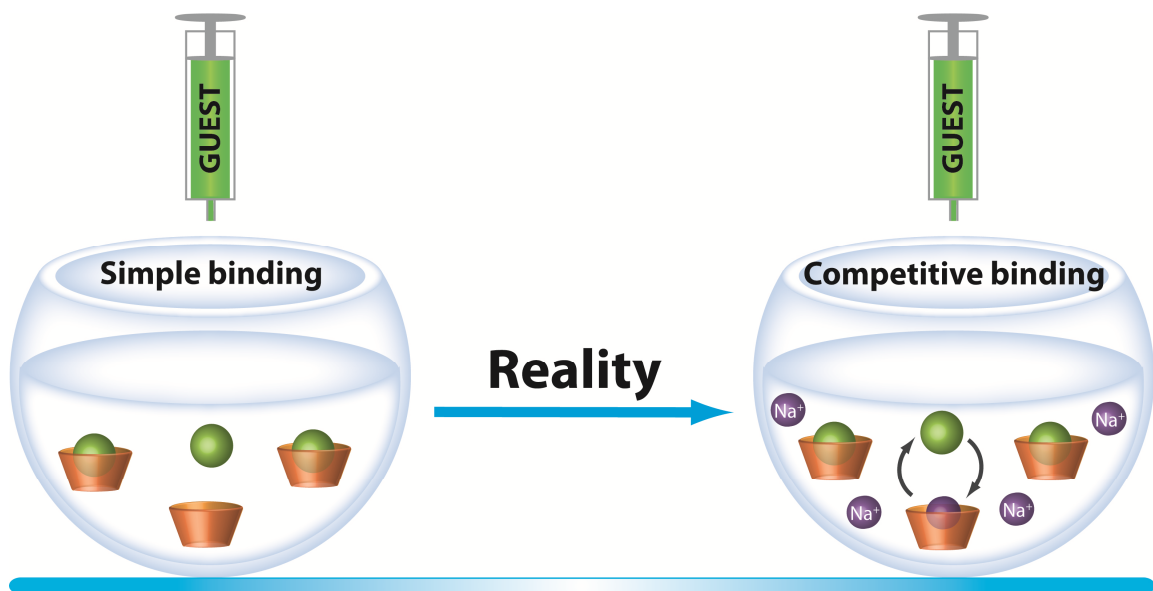 GUEST
GUEST
Simple binding
Competitive binding
Reality
Na⁺
Na⁺
Na⁺
Na⁺